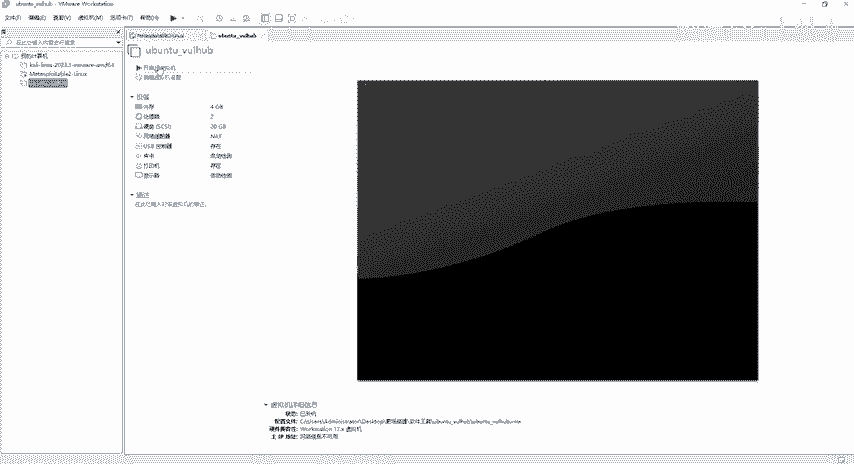 ubuntu_vulhub - VMware Workstation
文件(F) 编辑(E) 查看(V) 虚拟机(M) 选项卡(T) 帮助(H)
库
在此处键入内容进行搜索
我的计算机
kali-linux-2023.1-vmware-amd64
Metasploitable2-Linux
Metasploitable2-Linux
ubuntu_vulhub
ubuntu_vulhub
开启此虚拟机
编辑虚拟机设置
设备
内存 4 GB
处理器 2
硬盘 (SCSI) 20 GB
网络适配器 NAT
USB 控制器 存在
声卡 自动检测
打印机 存在
显示器 自动检测
描述
在此处键入对该虚拟机的描述。
虚拟机详细信息
状态: 已关机
配置文件:
硬件兼容性: Workstation 17.x 虚拟机
主 IP 地址: 网络信息不可用